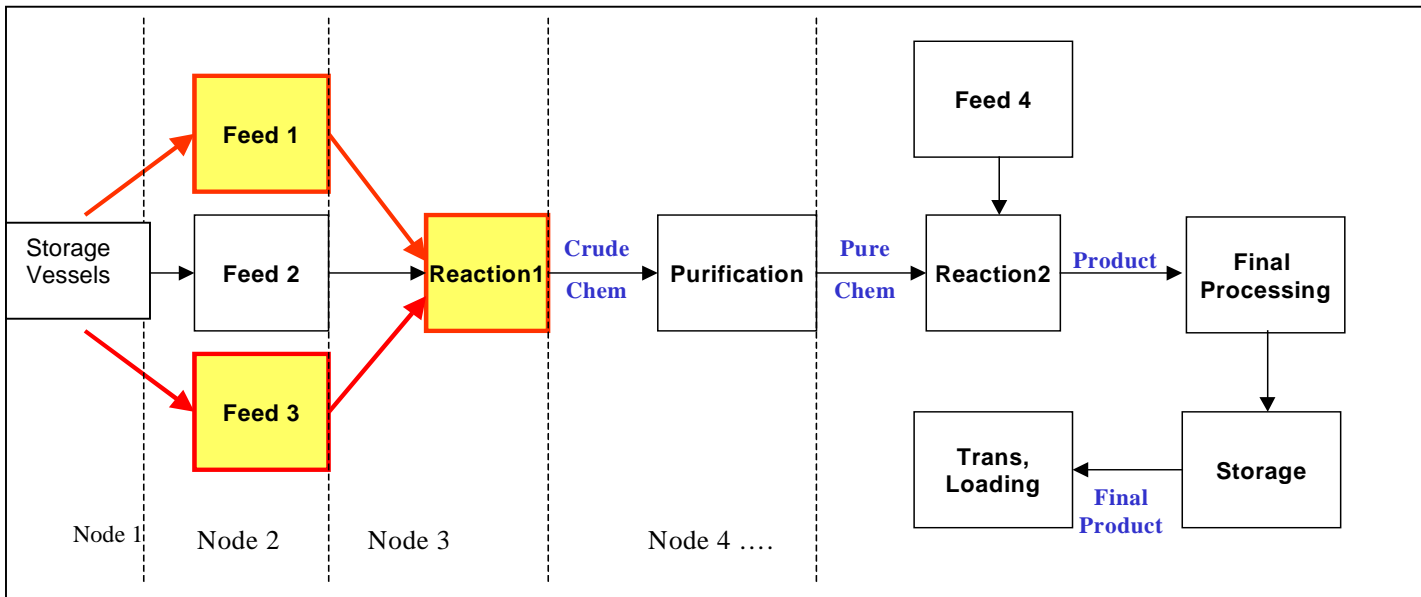 Feed 1
Feed 4
Storage
Vessels
Feed 2
Reaction1
Crude
Chem
Purification
Pure
Chem
Reaction2
Product
Final
Processing
Feed 3
Trans,
Loading
Final
Product
Storage
Node 1
Node 2
Node 3
Node 4 ....